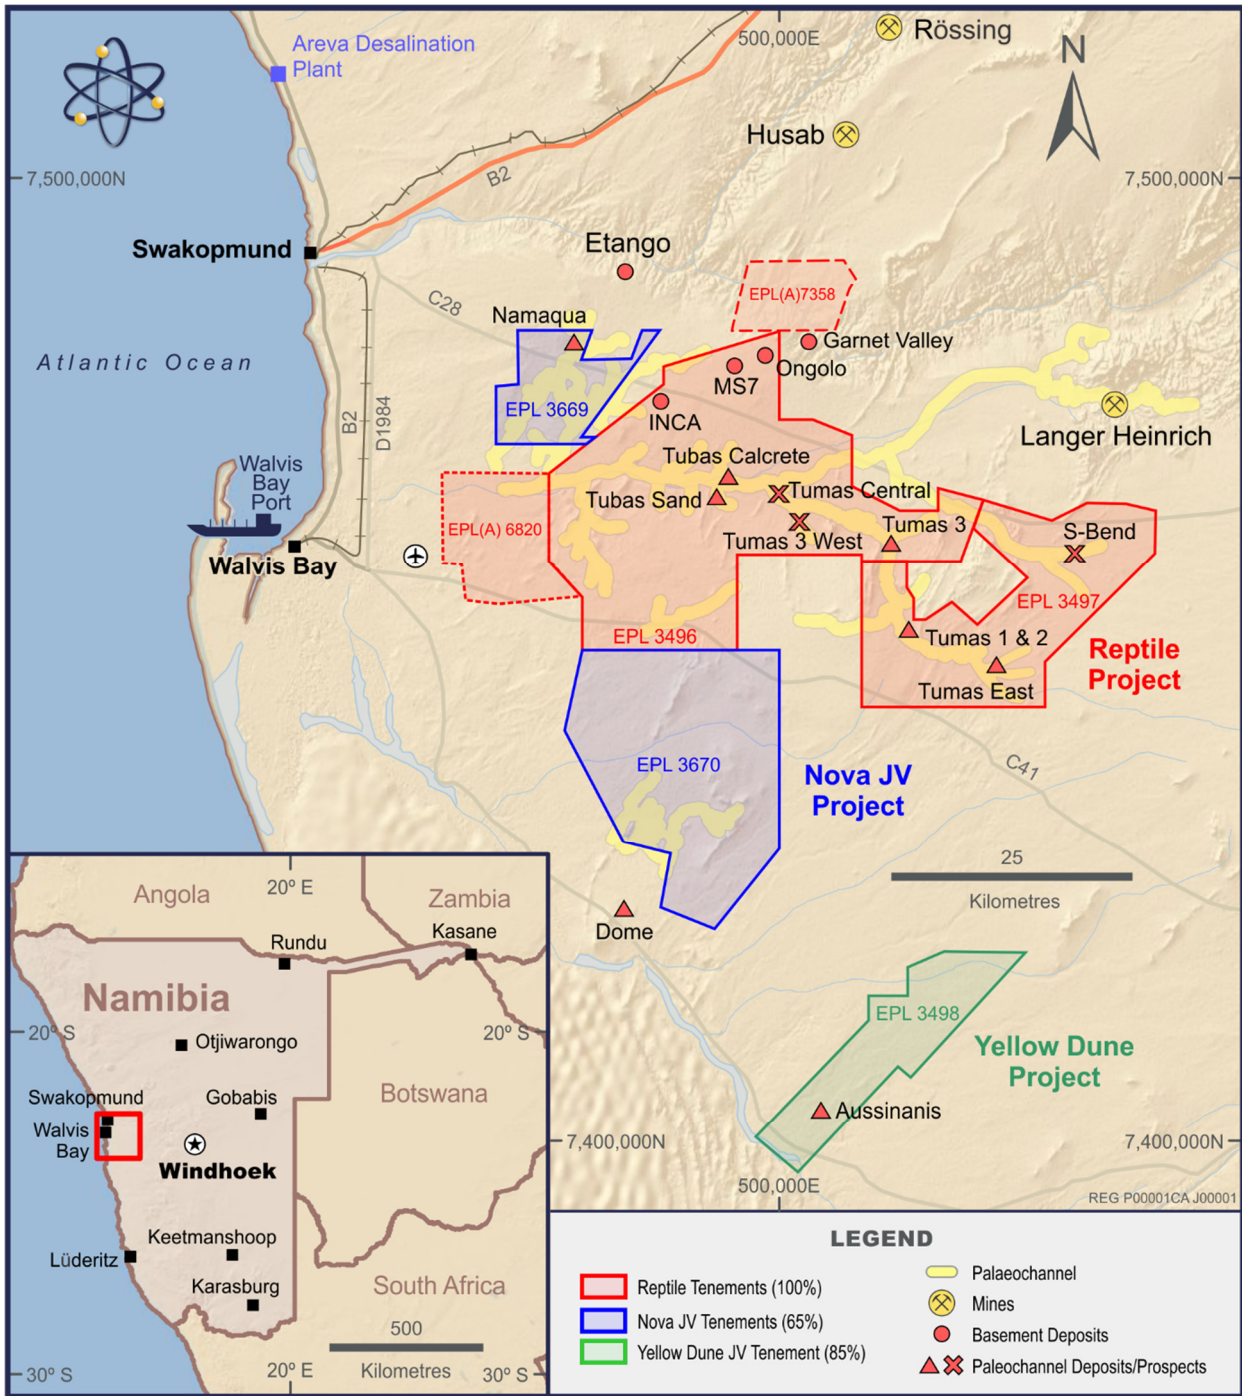 Areva Desalination
Plant
500,000E
Rössing
N
Husab
7,500,000N
B2
7,500,000N
Swakopmund
Etango
EPL(A)7358
C28
Namaqua
Garnet Valley
Atlantic Ocean
Ongolo
MS7
EPL 3669
INCA
B2
D1984
Langer Heinrich
Walvis
Bay
Port
Tubas Calcrete
Tubas Sand
Tumas Central
EPL(A) 6820
Tumas 3
Tumas 3 West
S-Bend
Walvis Bay
EPL 3497
EPL 3496
Tumas 1 & 2
Reptile
Project
Tumas East
EPL 3670
Nova JV
Project
C41
25
Kilometres
Dome
EPL 3498
Yellow Dune
Project
Aussinanis
7,400,000N
7,400,000N
500,000E
REG P00001CA J00001
Angola
20º E
Zambia
Rundu
Kasane
Namibia
20º S
20º S
Otjiwarongo
Swakopmund
Gobabis
Botswana
Walvis
Bay
Windhoek
Keetmanshoop
Lüderitz
Karasburg
South Africa
500
Kilometres
30º S
20º E
30º S
LEGEND
Reptile Tenements (100%)
Nova JV Tenements (65%)
Yellow Dune JV Tenement (85%)
Palaeochannel
Mines
Basement Deposits
Paleochannel Deposits/Prospects